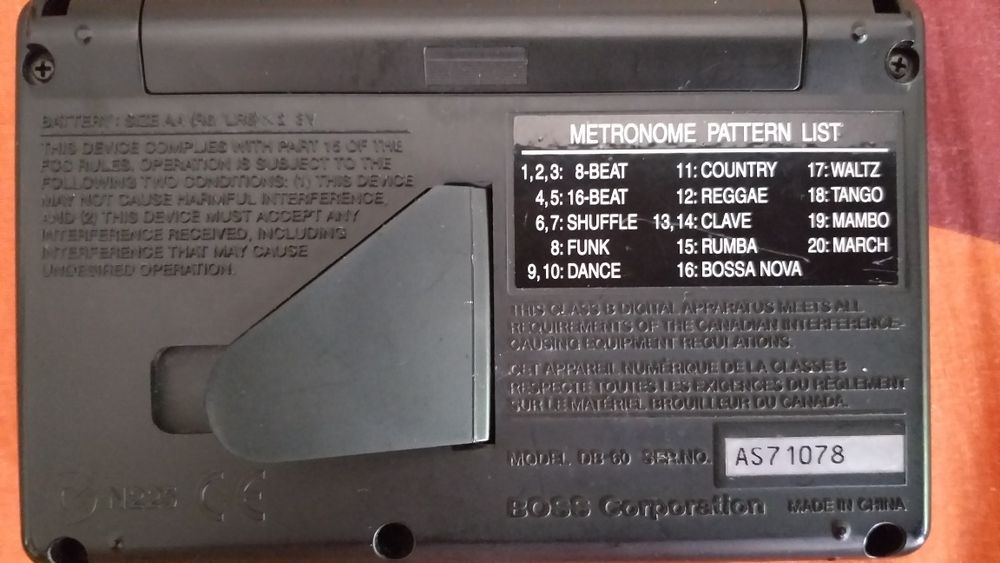 BATTERY: SIZE AA (R6/LR6) × 2 3V
THIS DEVICE COMPLIES WITH PART 15 OF THE
FCC RULES. OPERATION IS SUBJECT TO THE
FOLLOWING TWO CONDITIONS: (1) THIS DEVICE
MAY NOT CAUSE HARMFUL INTERFERENCE,
AND (2) THIS DEVICE MUST ACCEPT ANY
INTERFERENCE RECEIVED, INCLUDING
INTERFERENCE THAT MAY CAUSE
UNDESIRED OPERATION.
N225 CE
METRONOME PATTERN LIST
1,2,3: 8-BEAT 11: COUNTRY 17: WALTZ
4,5: 16-BEAT 12: REGGAE 18: TANGO
6,7: SHUFFLE 13,14: CLAVE 19: MAMBO
8: FUNK 15: RUMBA 20: MARCH
9,10: DANCE 16: BOSSA NOVA
THIS CLASS B DIGITAL APPARATUS MEETS ALL
REQUIREMENTS OF THE CANADIAN INTERFERENCE-
CAUSING EQUIPMENT REGULATIONS.
CET APPAREIL NUMÉRIQUE DE LA CLASSE B
RESPECTE TOUTES LES EXIGENCES DU RÈGLEMENT
SUR LE MATÉRIEL BROUILLEUR DU CANADA.
MODEL DB-60 SER.NO. AS71078
BOSS Corporation MADE IN CHINA